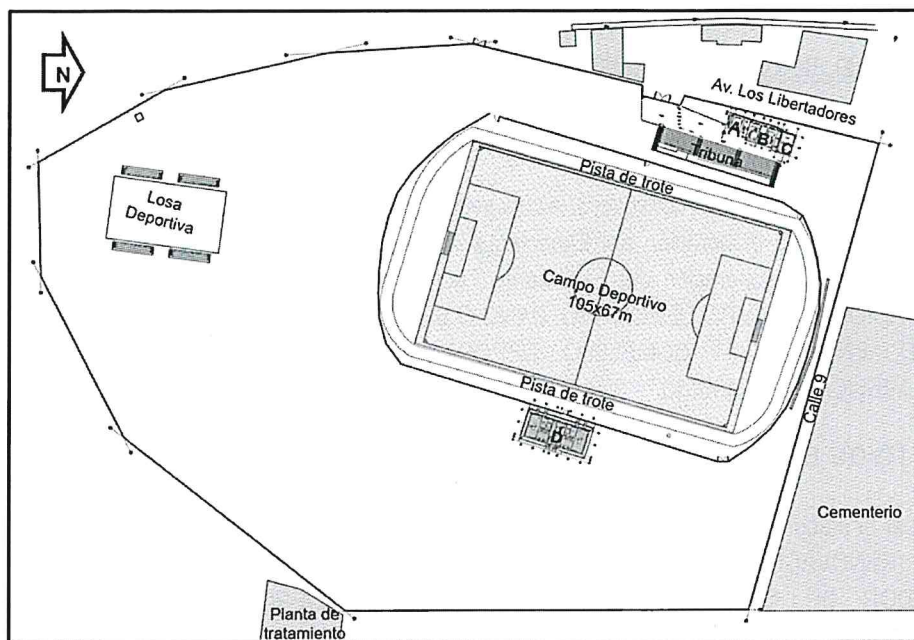 N
Av. Los Libertadores
A
B
C
Tribuna
Pista de trote
Losa
Deportiva
Campo Deportivo
105x67m
Pista de trote
Calle 9
D
Cementerio
Planta de
tratamiento